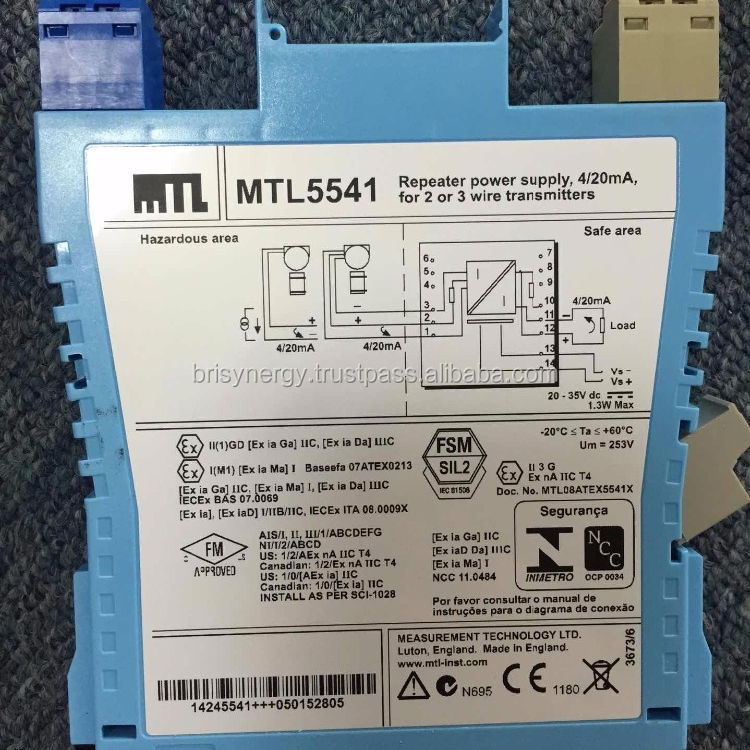 MTL
MTL5541
Repeater power supply, 4/20mA,
for 2 or 3 wire transmitters
Hazardous area
Safe area
6
5
4
3
2
1
7
8
9
10
11
12
13
14
+
+
4/20mA
4/20mA
4/20mA
Load
+
Vs -
Vs +
20 - 35V dc
1.3W Max
brisynergy.trustpass.alibaba.com
Ex II(1)GD [Ex ia Ga] IIC, [Ex ia Da] IIIC
Ex I(M1) [Ex ia Ma] I Baseefa 07ATEX0213
[Ex ia Ga] IIC, [Ex ia Ma] I, [Ex ia Da] IIIC
IECEx BAS 07.0069
[Ex ia], [Ex iaD] I/IIB/IIC, IECEx ITA 08.0009X
FM
APPROVED
AIS/I, II, III/1/ABCDEFG
NI/I/2/ABCD
US: 1/2/AEx nA IIC T4
Canadian: 1/2/Ex nA IIC T4
US: 1/0/[AEx ia] IIC
Canadian: 1/0/[Ex ia] IIC
INSTALL AS PER SCI-1028
FSM
SIL2
IEC 61508
-20°C ≤ Ta ≤ +60°C
Um = 253V
Ex II 3 G
Ex nA IIC T4
Doc. No. MTL08ATEX5541X
[Ex ia Ga] IIC
[Ex iaD Da] IIIC
[Ex ia Ma] I
NCC 11.0484
Segurança
INMETRO
NCC
OCP 0034
Por favor consultar o manual de
instruções para o diagrama de conexão
MEASUREMENT TECHNOLOGY LTD.
Luton, England. Made in England.
www.mtl-inst.com
N695
CE
1180
3673/6
14245541+++050152805